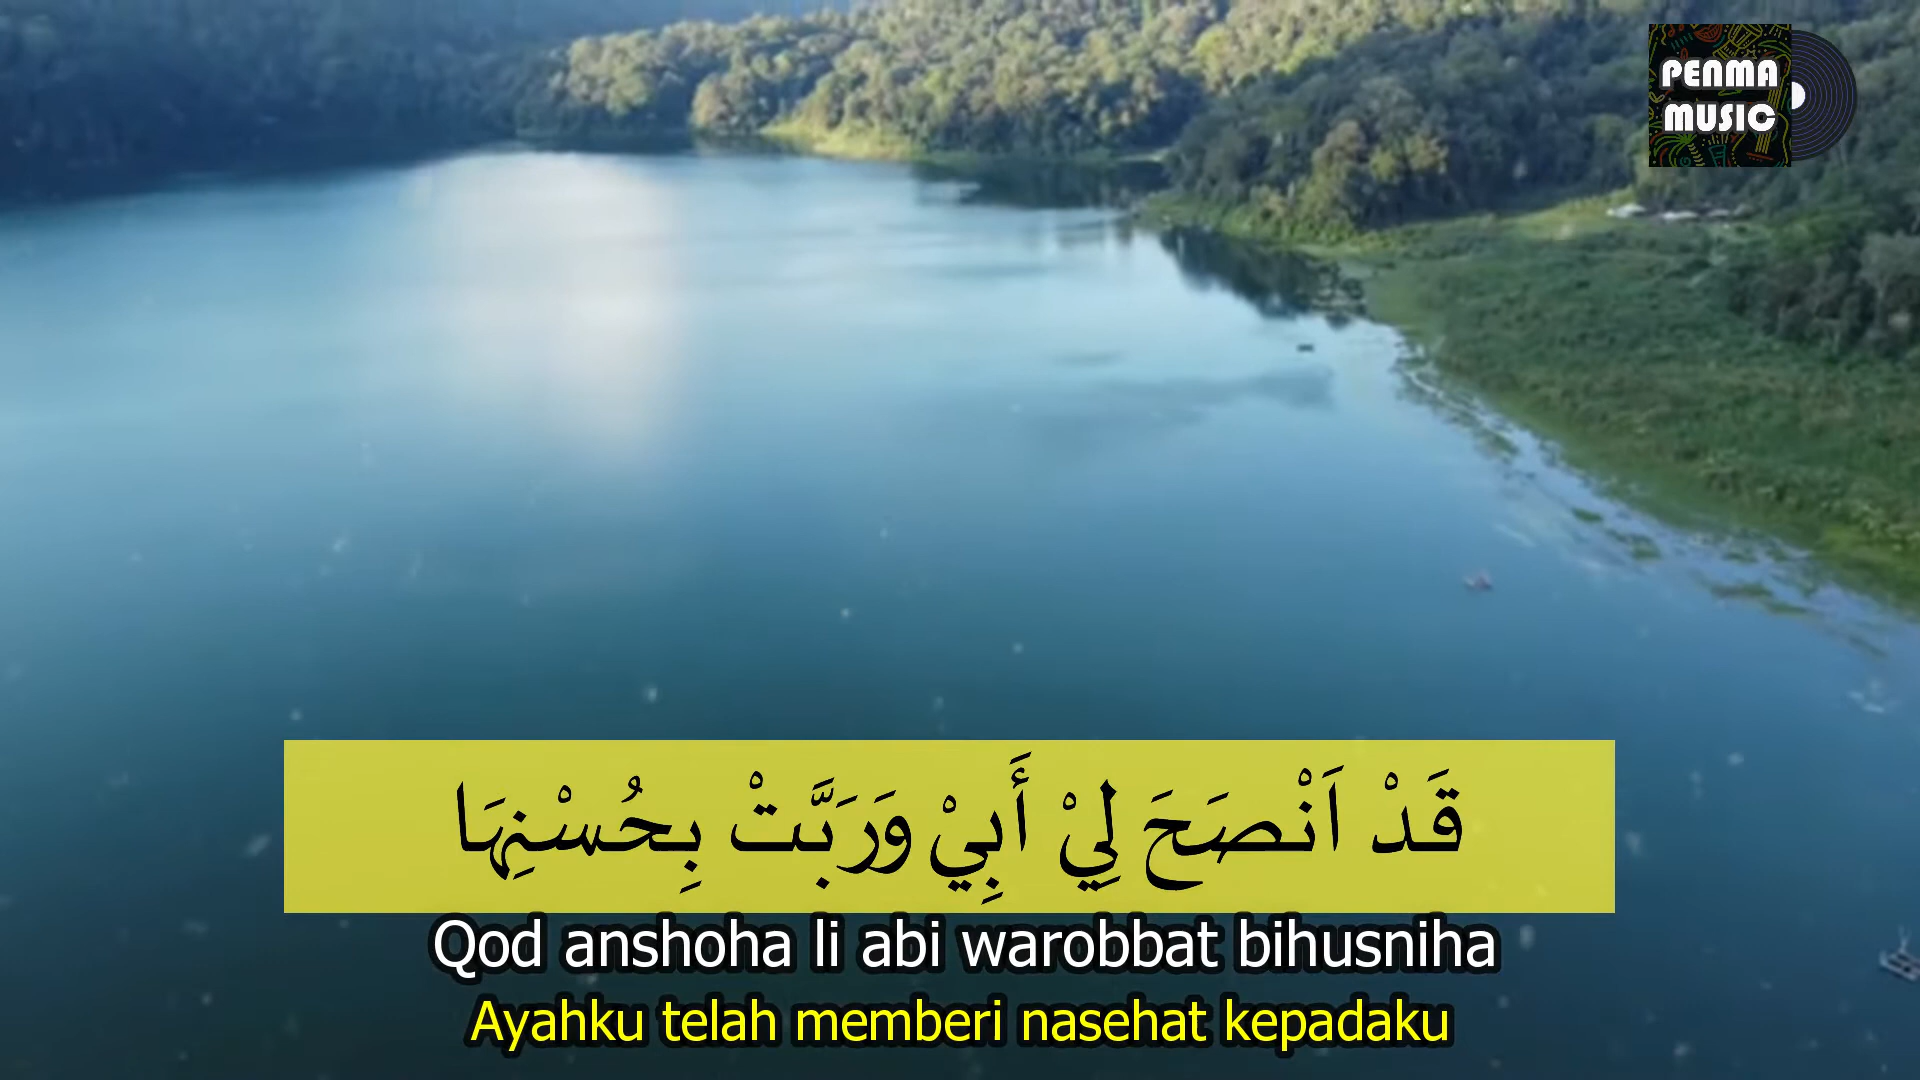 PENMA
MUSIC
قَدْ اَنْصَحَ لِيْ أَبِيْ وَرَبَّتْ بِحُسْنِهَا
Qod anshoha li abi warobbat bihusniha
Ayahku telah memberi nasehat kepadaku